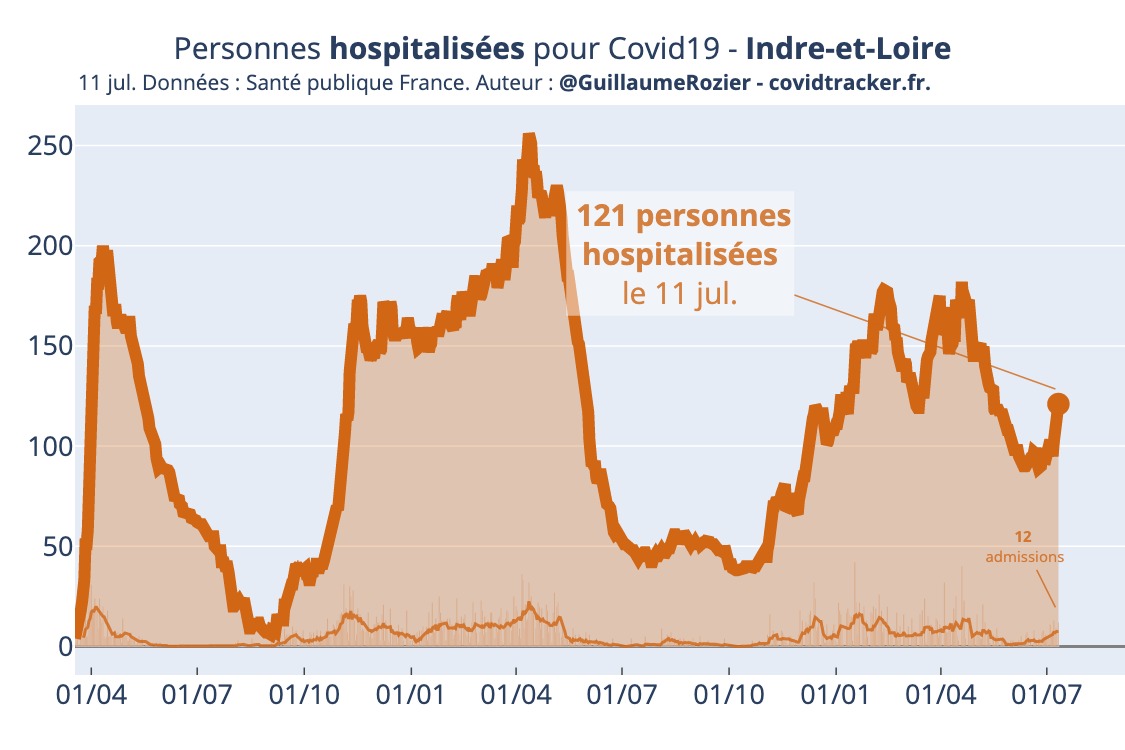 Personnes hospitalisées pour Covid19 - Indre-et-Loire
11 jul. Données : Santé publique France. Auteur : @GuillaumeRozier - covidtracker.fr.
250
200
150
100
50
0
121 personnes
hospitalisées
le 11 jul.
12
admissions
01/04 01/07 01/10 01/01 01/04 01/07 01/10 01/01 01/04 01/07